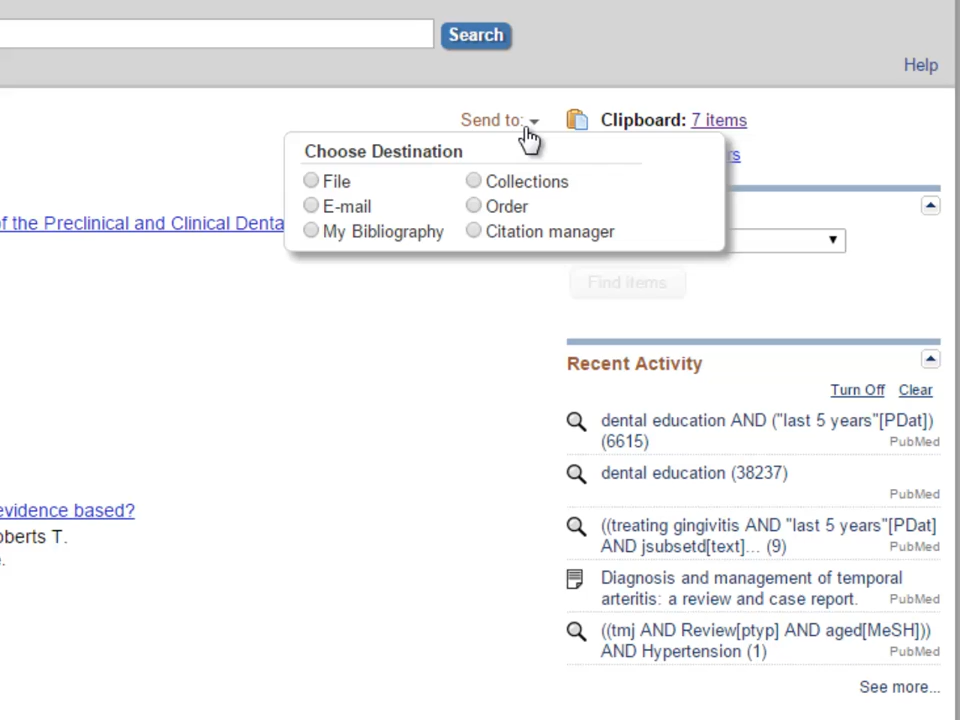 Search
Help
Send to:
Clipboard: 7 items
Choose Destination
File
Collections
E-mail
Order
My Bibliography
Citation manager
of the Preclinical and Clinical Denta
Find items
Recent Activity
Turn Off Clear
dental education AND ("last 5 years"[PDat])
(6615) PubMed
dental education (38237)
PubMed
((treating gingivitis AND "last 5 years"[PDat]
AND jsubsetd[text]... (9) PubMed
Diagnosis and management of temporal
arteritis: a review and case report. PubMed
((tmj AND Review[ptyp] AND aged[MeSH]))
AND Hypertension (1) PubMed
See more...
evidence based?
oberts T.